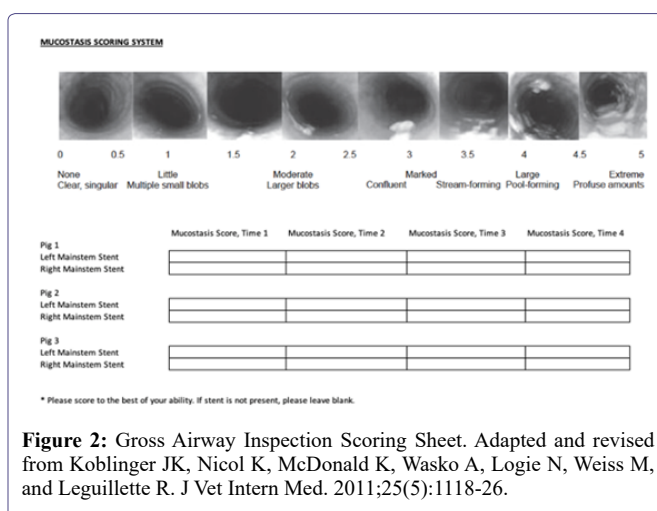 MUCOSTASIS SCORING SYSTEM
0 0.5 1 1.5 2 2.5 3 3.5 4 4.5 5
None Little Moderate Marked Large Extreme
Clear, singular Multiple small blobs Larger blobs Confluent Stream-forming Pool-forming Profuse amounts
Mucostasis Score, Time 1 Mucostasis Score, Time 2 Mucostasis Score, Time 3 Mucostasis Score, Time 4
Pig 1
Left Mainstem Stent
Right Mainstem Stent
Pig 2
Left Mainstem Stent
Right Mainstem Stent
Pig 3
Left Mainstem Stent
Right Mainstem Stent
* Please score to the best of your ability. If stent is not present, please leave blank.
Figure 2: Gross Airway Inspection Scoring Sheet. Adapted and revised
from Koblinger JK, Nicol K, McDonald K, Wasko A, Logie N, Weiss M,
and Leguillette R. J Vet Intern Med. 2011;25(5):1118-26.